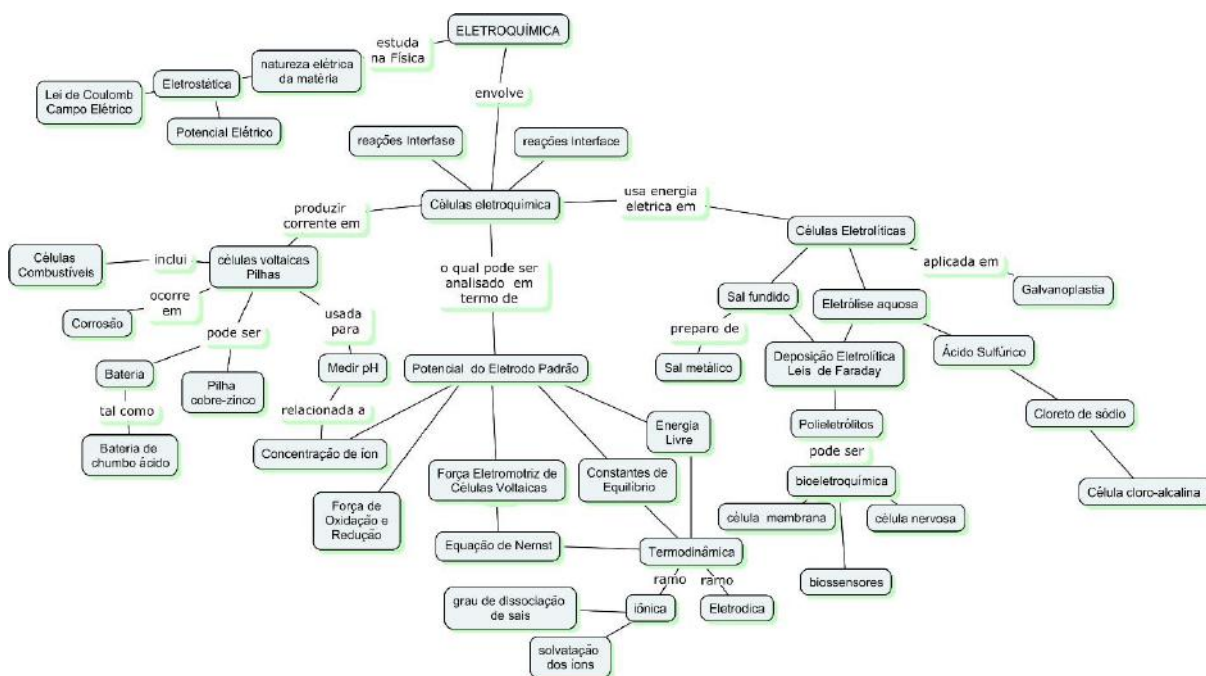 ELETROQUÍMICA
estuda
na Física
natureza elétrica
da matéria
Eletrostática
Lei de Coulomb
Campo Elétrico
Potencial Elétrico
envolve
reações Interfase
reações Interface
Células eletroquímica
produzir
corrente em
usa energia
eletrica em
Células Eletrolíticas
Células
Combustíveis
inclui
células voltaicas
Pilhas
o qual pode ser
analisado em
termo de
aplicada em
Galvanoplastia
ocorre
em
Corrosão
pode ser
usada
para
Sal fundido
Eletrólise aquosa
preparo de
Sal metálico
Deposição Eletrolítica
Leis de Faraday
Ácido Sulfúrico
Bateria
Pilha
cobre-zinco
Medir pH
Potencial do Eletrodo Padrão
tal como
relacionada a
Bateria de
chumbo ácido
Concentração de íon
Energia
Livre
Polieletrólitos
Cloreto de sódio
pode ser
Força Eletromotriz de
Células Voltaicas
Constantes de
Equilíbrio
bioeletroquímica
Célula cloro-alcalina
Força de
Oxidação e
Redução
célula membrana
célula nervosa
Equação de Nernst
Termodinâmica
biossensores
ramo
ramo
grau de dissociação
de sais
iônica
Eletrodica
solvatação
dos íons